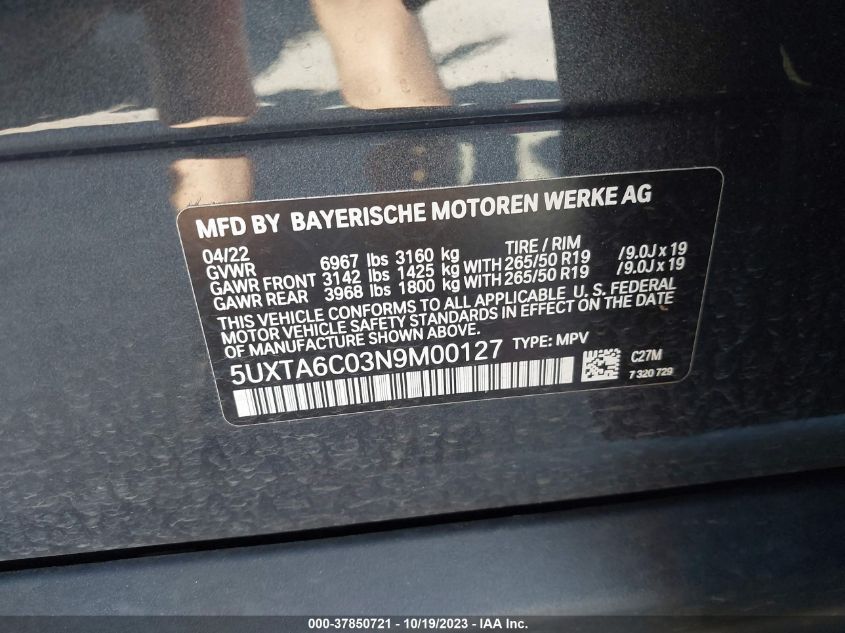 MFD BY BAYERISCHE MOTOREN WERKE AG
04/22
GVWR 6967 lbs 3160 kg TIRE / RIM
GAWR FRONT 3142 lbs 1425 kg WITH 265/50 R19 /9.0J x 19
GAWR REAR 3968 lbs 1800 kg WITH 265/50 R19 /9.0J x 19
THIS VEHICLE CONFORMS TO ALL APPLICABLE U. S. FEDERAL
MOTOR VEHICLE SAFETY STANDARDS IN EFFECT ON THE DATE
OF MANUFACTURE SHOWN ABOVE.
5UXTA6C03N9M00127 TYPE: MPV
C27M
7 320 729
000-37850721 - 10/19/2023 - IAA Inc.